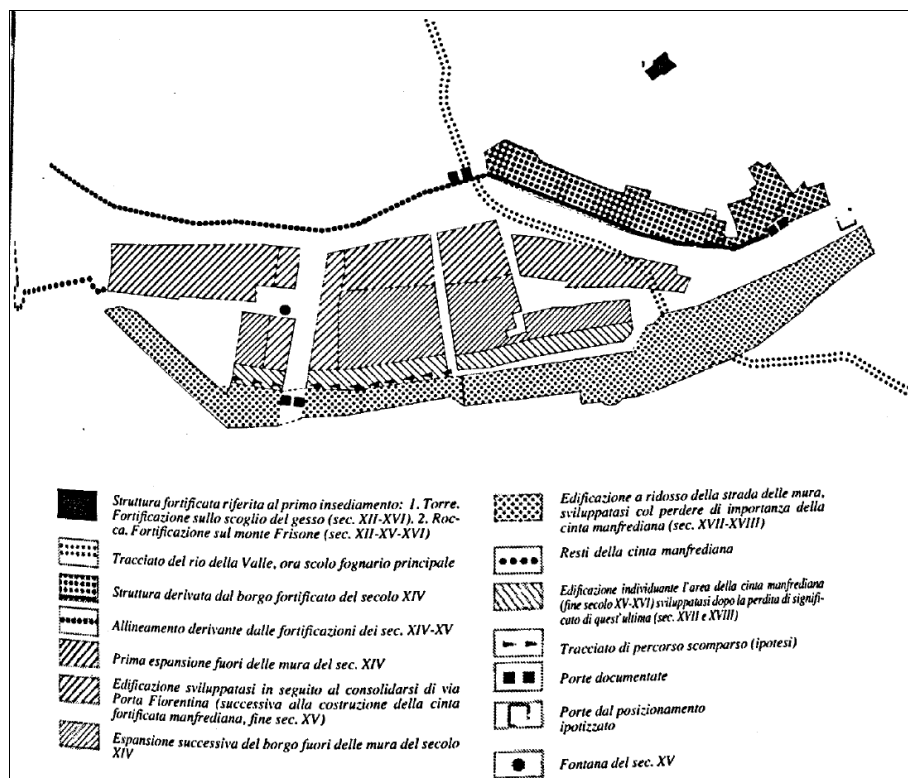 Struttura fortificata riferita al primo insediamento: 1. Torre.
Fortificazione sullo scoglio del gesso (sec. XII-XVI). 2. Roc-
ca. Fortificazione sul monte Frisone (sec. XII-XV-XVI)
Tracciato del rio della Valle, ora scolo fognario principale
Struttura derivata dal borgo fortificato del secolo XIV
Allineamento derivante dalle fortificazioni dei sec. XIV-XV
Prima espansione fuori delle mura del sec. XIV
Edificazione sviluppatasi in seguito al consolidarsi di via
Porta Fiorentina (successiva alla costruzione della cinta
fortificata manfrediana, fine sec. XV)
Espansione successiva del borgo fuori delle mura del secolo
XIV
Edificazione a ridosso della strada delle mura,
sviluppatasi col perdere di importanza della
cinta manfrediana (sec. XVII-XVIII)
Resti della cinta manfrediana
Edificazione individuante l'area della cinta manfrediana
(fine secolo XV-XVI) sviluppatasi dopo la perdita di signifi-
cato di quest'ultima (sec. XVII e XVIII)
Tracciato di percorso scomparso (ipotesi)
Porte documentate
Porte dal posizionamento
ipotizzato
Fontana del sec. XV